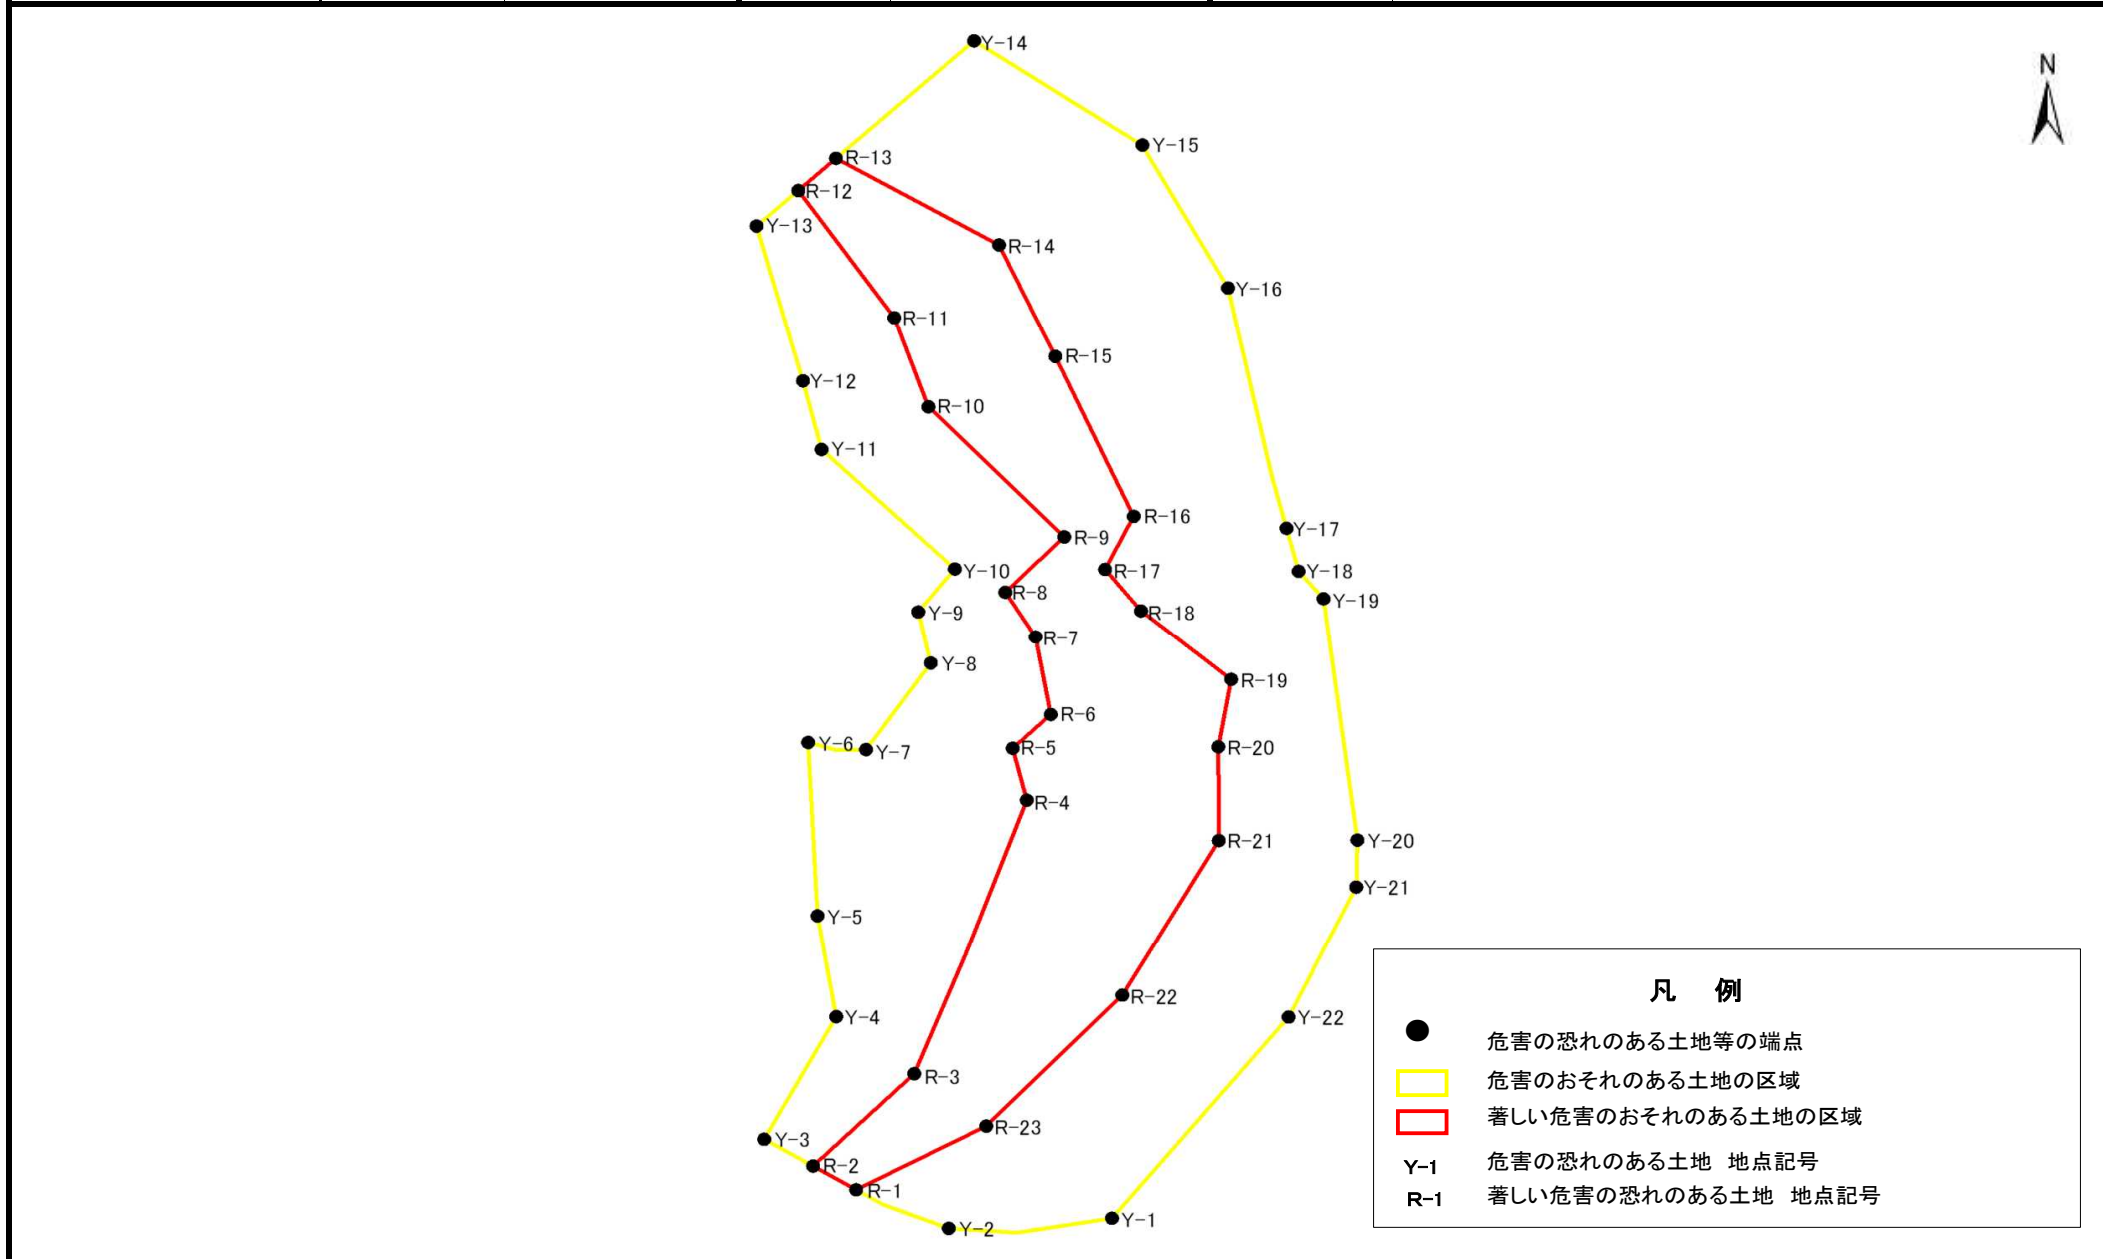 Y-14
N
Y-15
R-13
R-12
Y-13
R-14
Y-16
R-11
R-15
Y-12
R-10
Y-11
R-16
Y-17
R-9
Y-10
R-17
Y-18
R-8
Y-19
Y-9
R-18
R-7
Y-8
R-19
R-6
Y-6
R-5
R-20
Y-7
R-4
R-21
Y-20
Y-21
Y-5
凡 例
R-22
Y-4
Y-22
危害の恐れのある土地等の端点
R-3
危害のおそれのある土地の区域
著しい危害のおそれのある土地の区域
R-23
Y-3
R-2
Y-1 危害の恐れのある土地 地点記号
R-1
R-1 著しい危害の恐れのある土地 地点記号
Y-1
Y-2